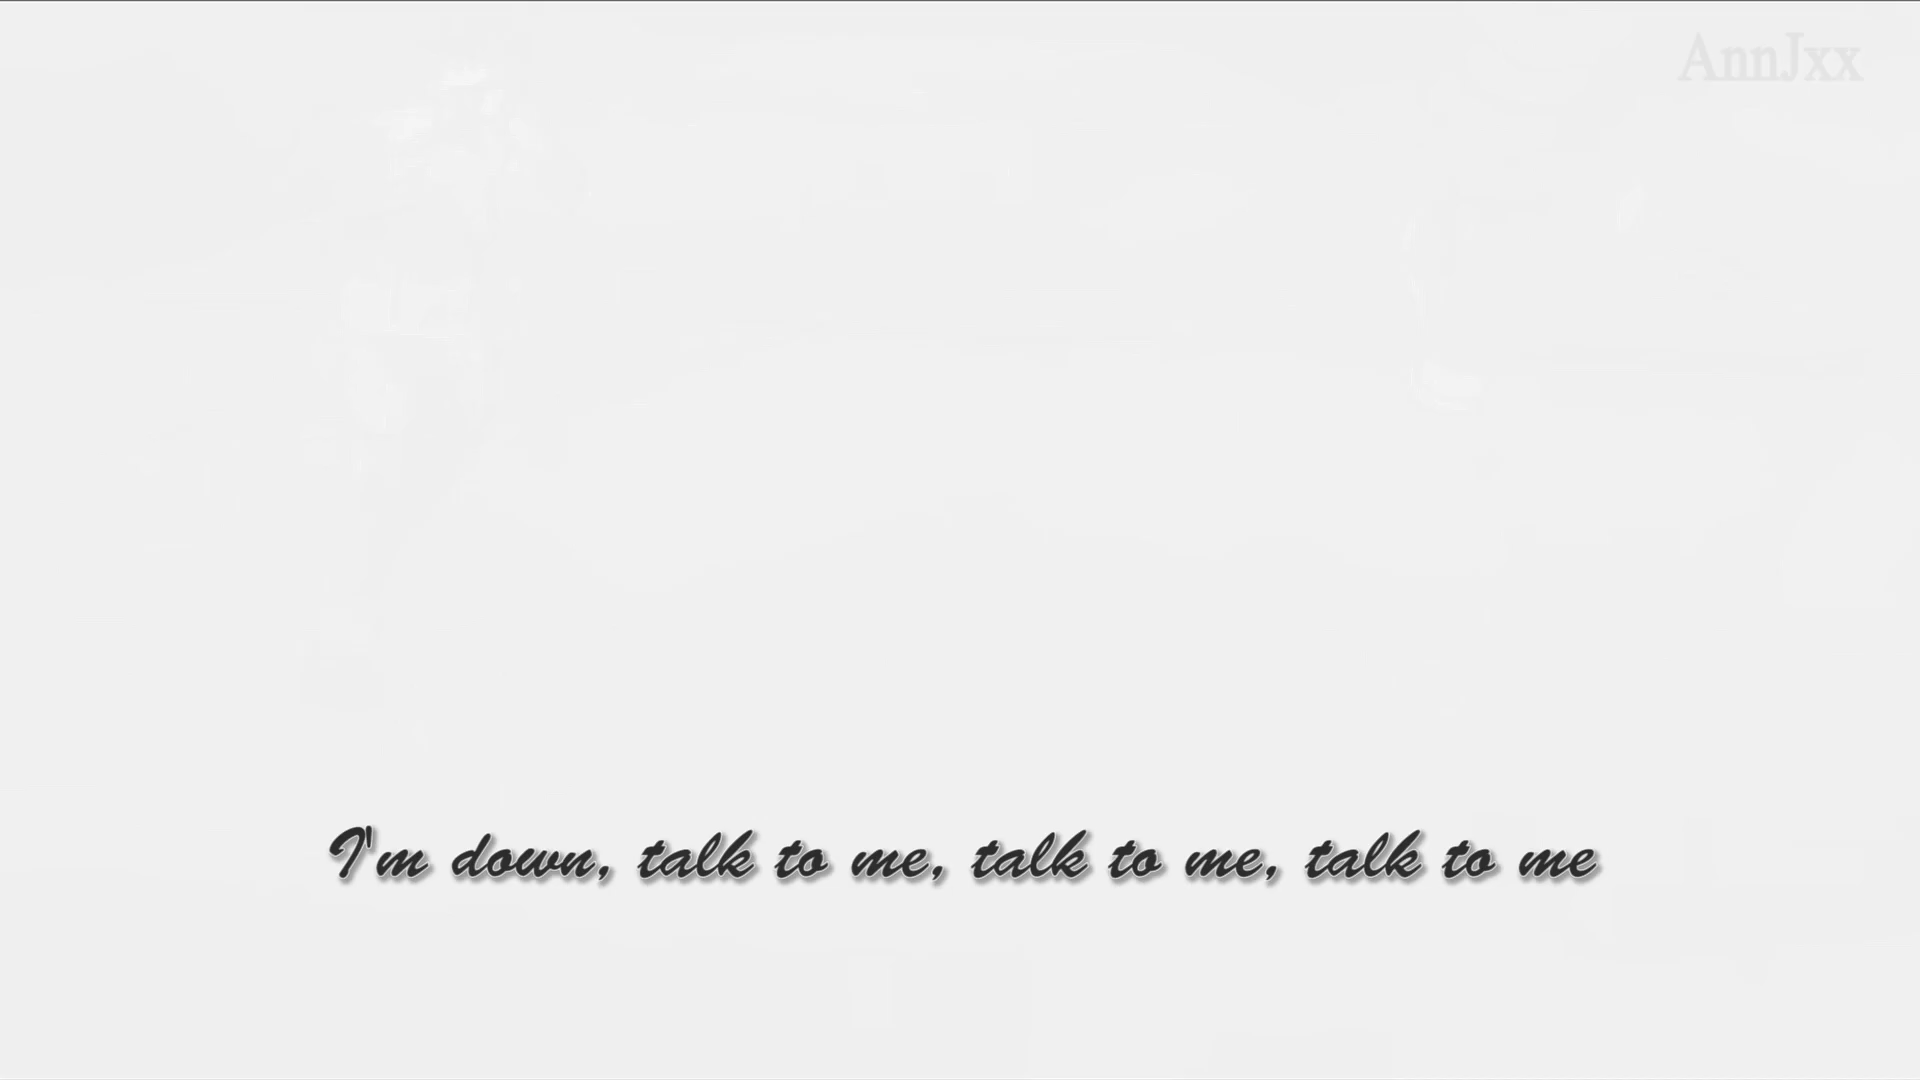 AnnJxx
I'm down, talk to me, talk to me, talk to me